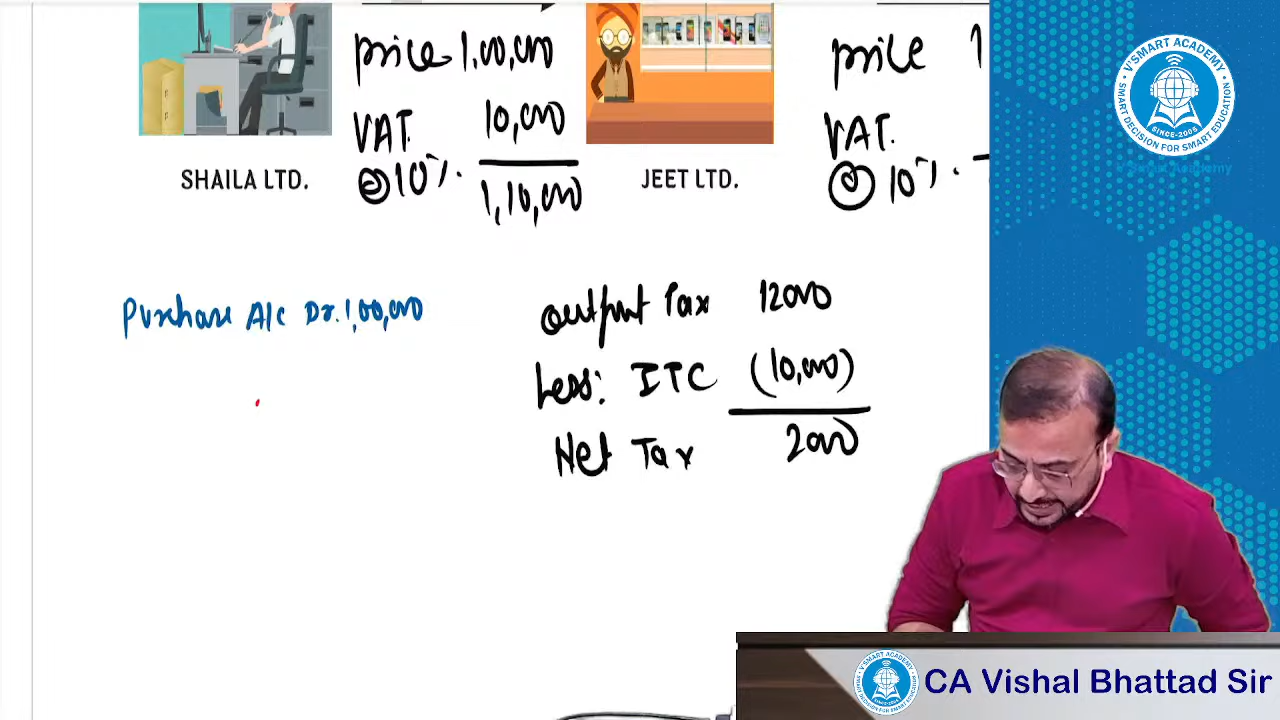 price 1,00,000
VAT. 10,000
@ 10%. 1,10,000
SHAILA LTD.
JEET LTD.
price 1
VAT.
@ 10%.
Purchase A/c Dr. 1,00,000
output Tax 12000
Less: ITC (10,000)
Net Tax 2000
V'SMART ACADEMY
SMART DECISION FOR SMART EDUCATION
SINCE-2005
Smart Academy
CA Vishal Bhattad Sir